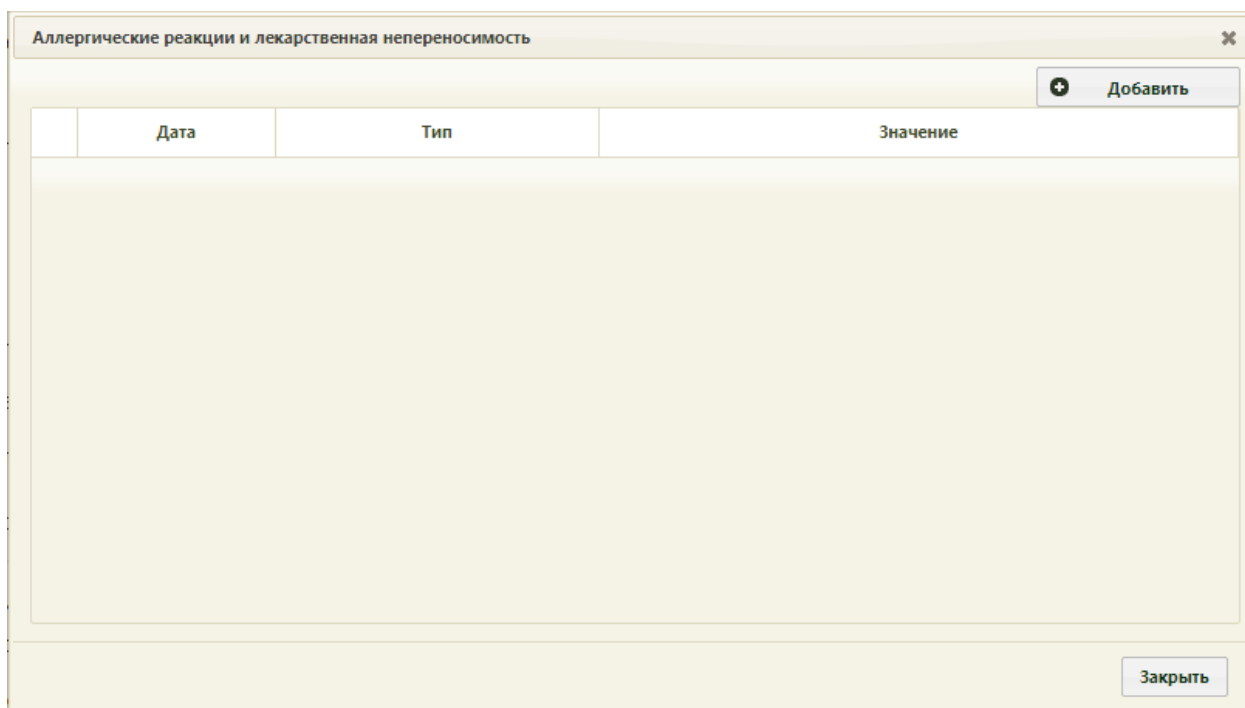 Аллергические реакции и лекарственная непереносимость
Добавить
Дата Тип Значение
Закрыть